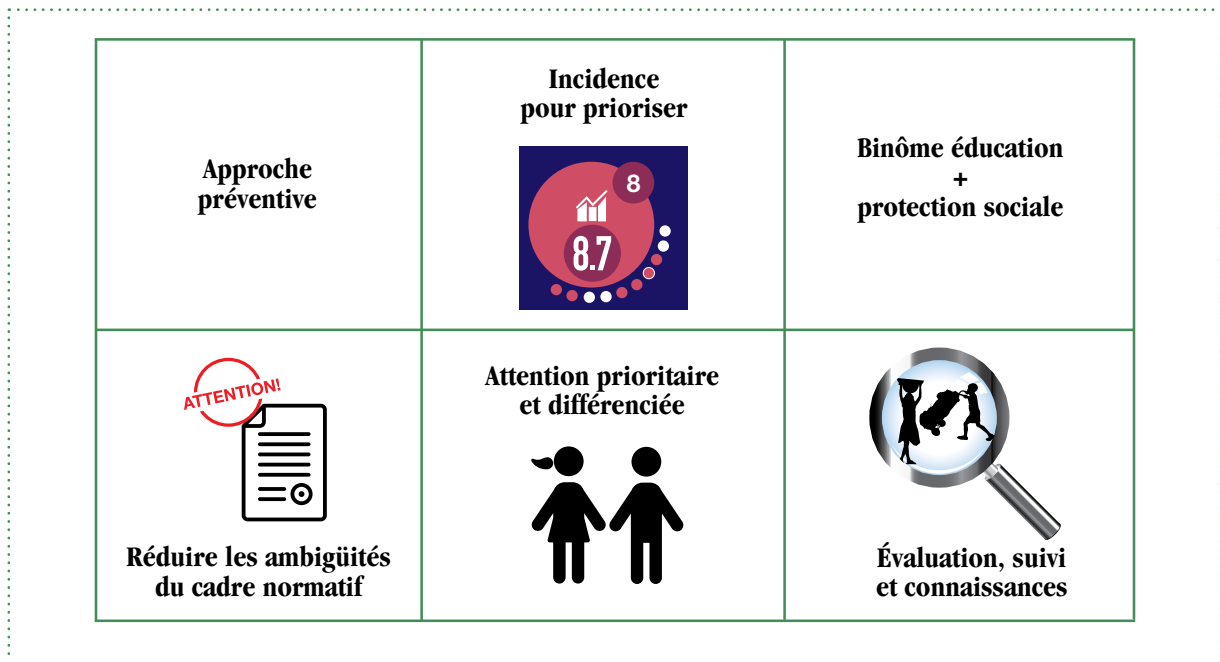 Approche
préventive
Incidence
pour prioriser
8
8.7
Binôme éducation
+
protection sociale
ATTENTION!
Réduire les ambigüités
du cadre normatif
Attention prioritaire
et différenciée
Évaluation, suivi
et connaissances